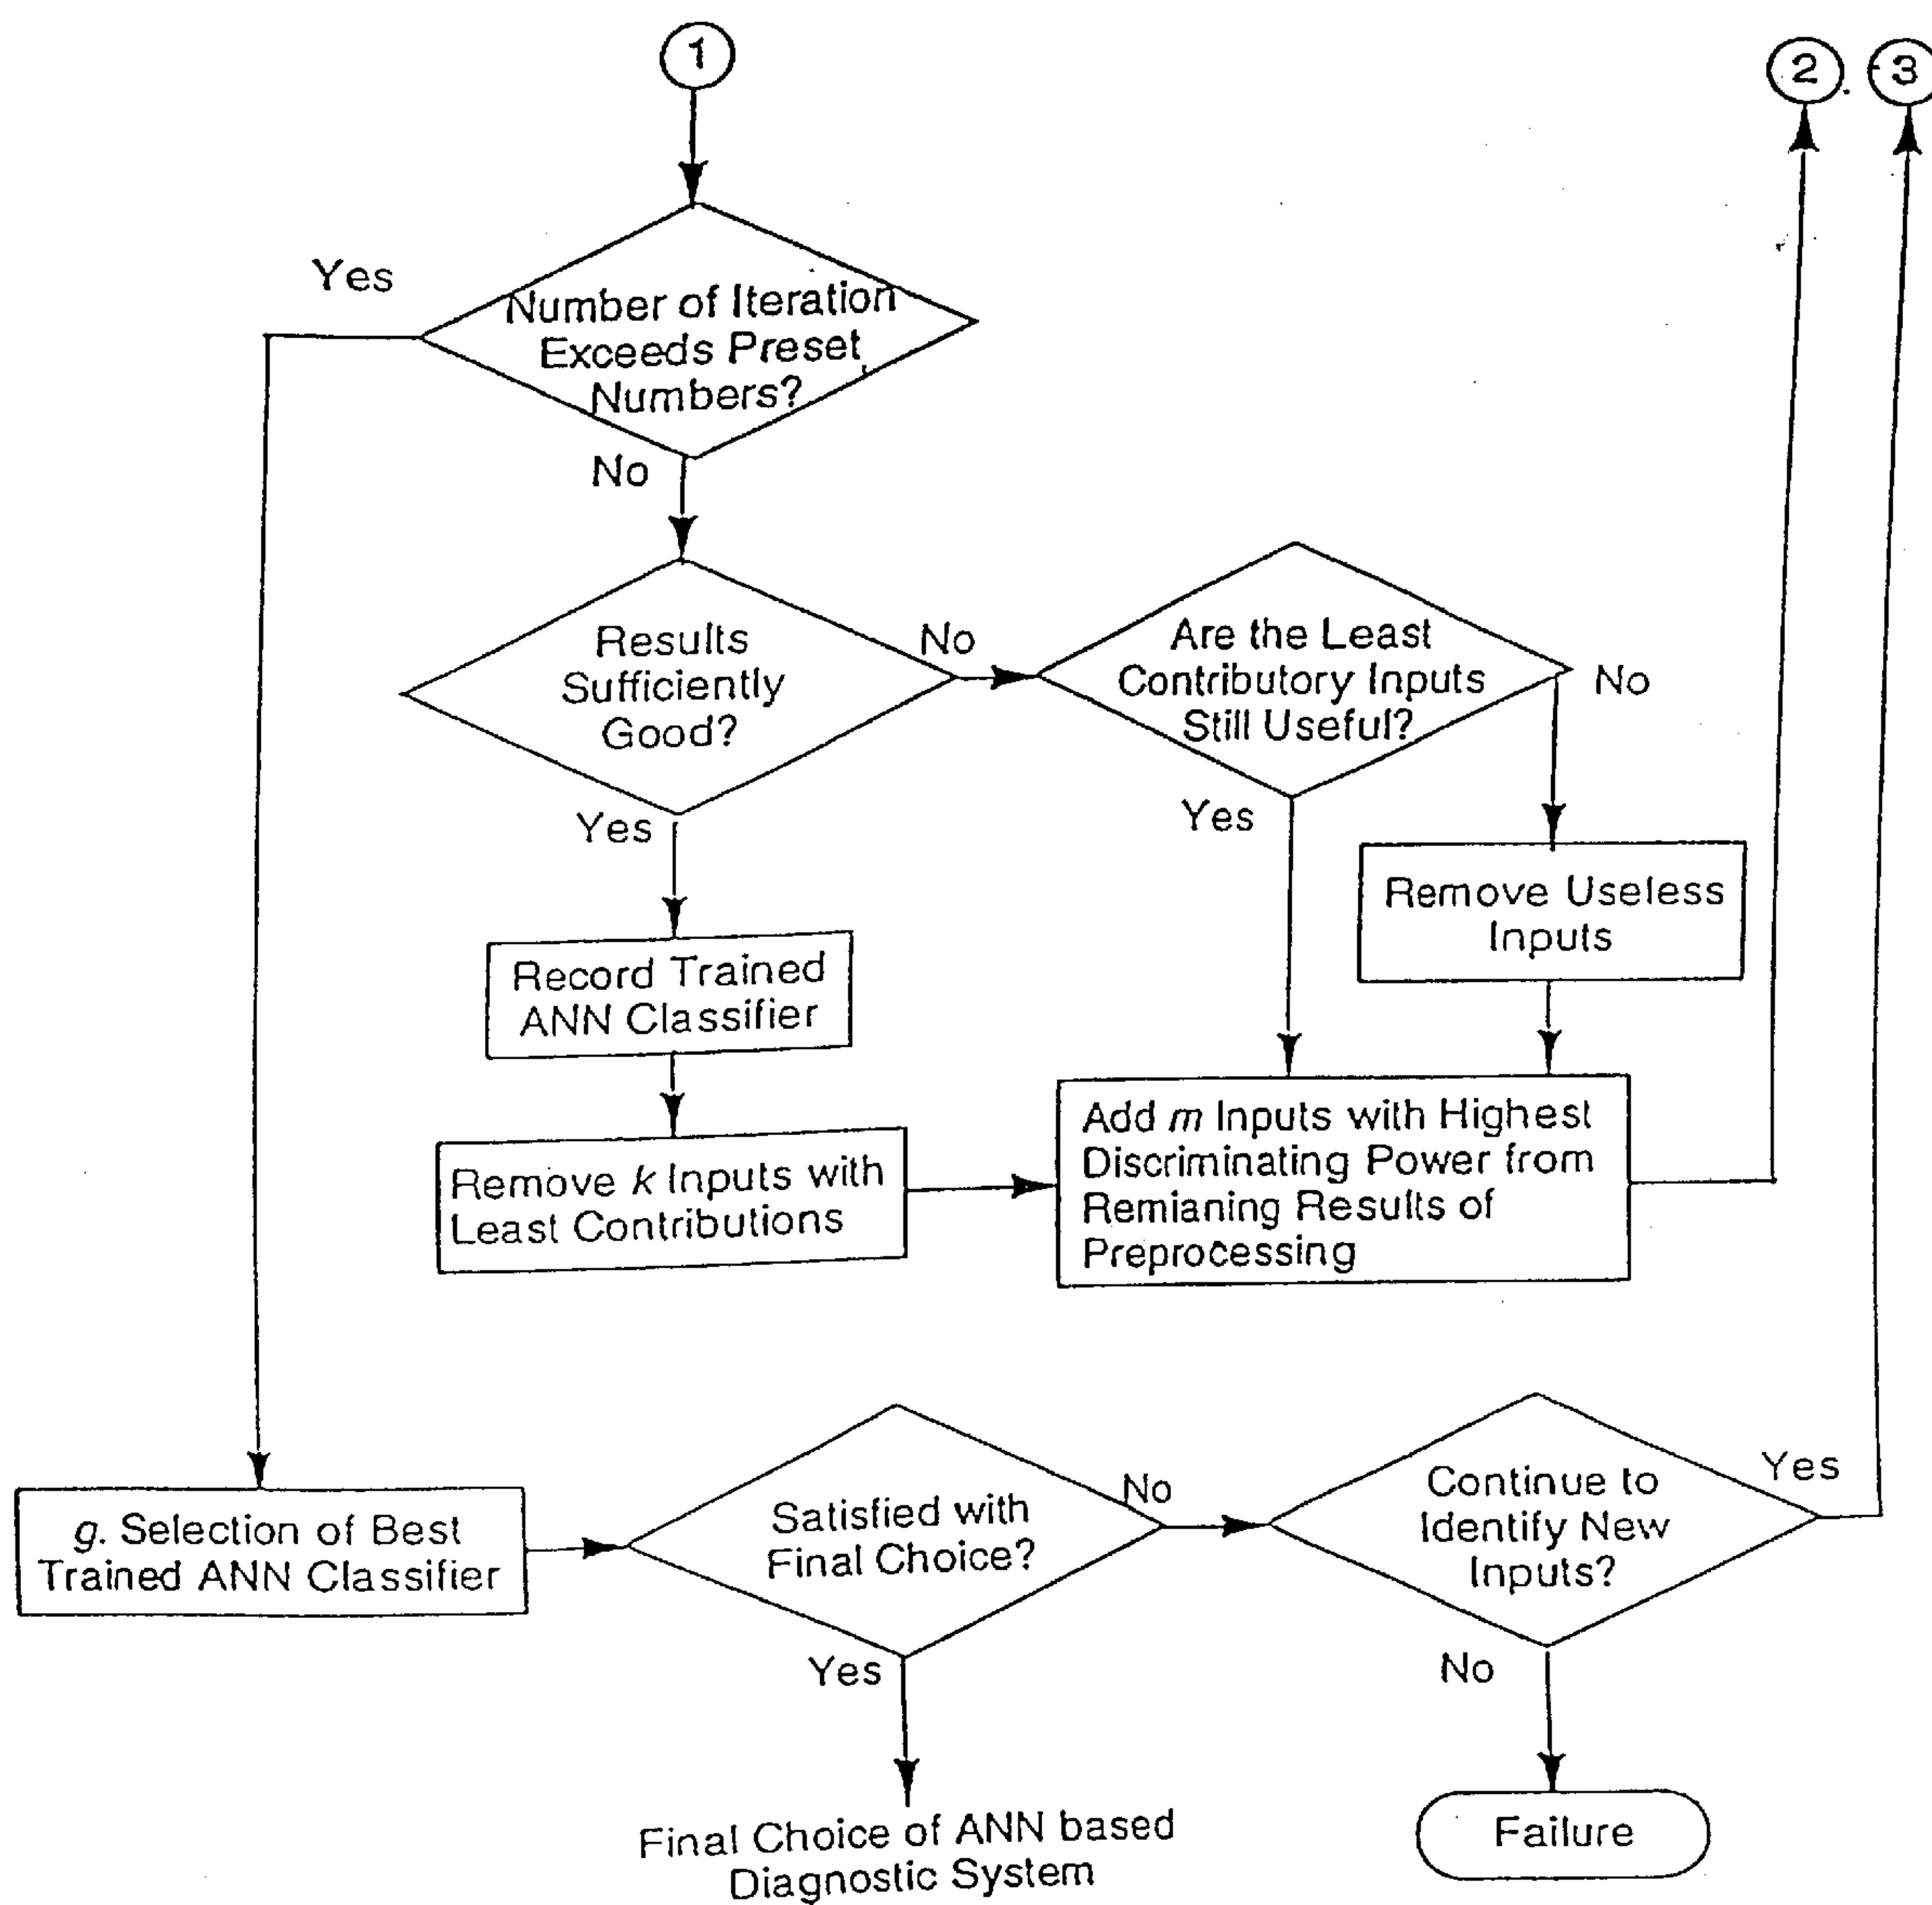 1
2
3
Yes
Number of Iteration
Exceeds Preset
Numbers?
No
Results
Sufficiently
Good?
No
Are the Least
Contributory Inputs
Still Useful?
No
Yes
Yes
Remove Useless
Inputs
Record Trained
ANN Classifier
Remove k Inputs with
Least Contributions
Add m Inputs with Highest
Discriminating Power from
Remianing Results of
Preprocessing
g. Selection of Best
Trained ANN Classifier
Satisfied with
Final Choice?
No
Continue to
Identify New
Inputs?
Yes
Yes
No
Final Choice of ANN based
Diagnostic System
Failure